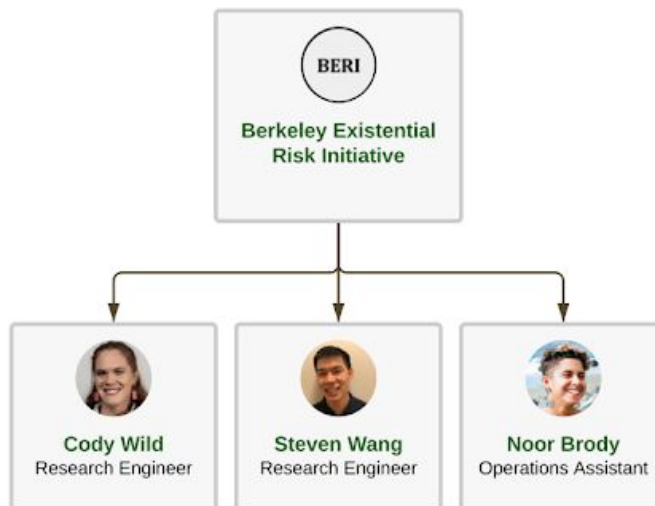 BERI
Berkeley Existential
Risk Initiative
Cody Wild
Research Engineer
Steven Wang
Research Engineer
Noor Brody
Operations Assistant